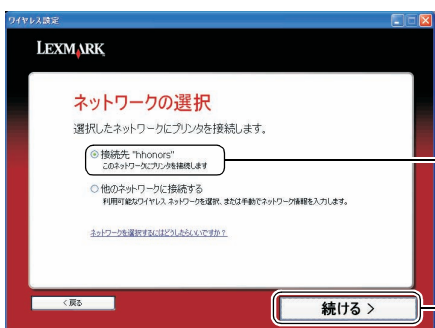 ワイヤレス設定
LEXMARK
ネットワークの選択
選択したネットワークにプリンタを接続します。
接続先 "hhonors"
このネットワークにプリンタを接続します
他のネットワークに接続する
利用可能なワイヤレス ネットワークを選択、または手動でネットワーク情報を入力します。
ネットワークを選択するにはどうしたらいいですか?
< 戻る
続ける >